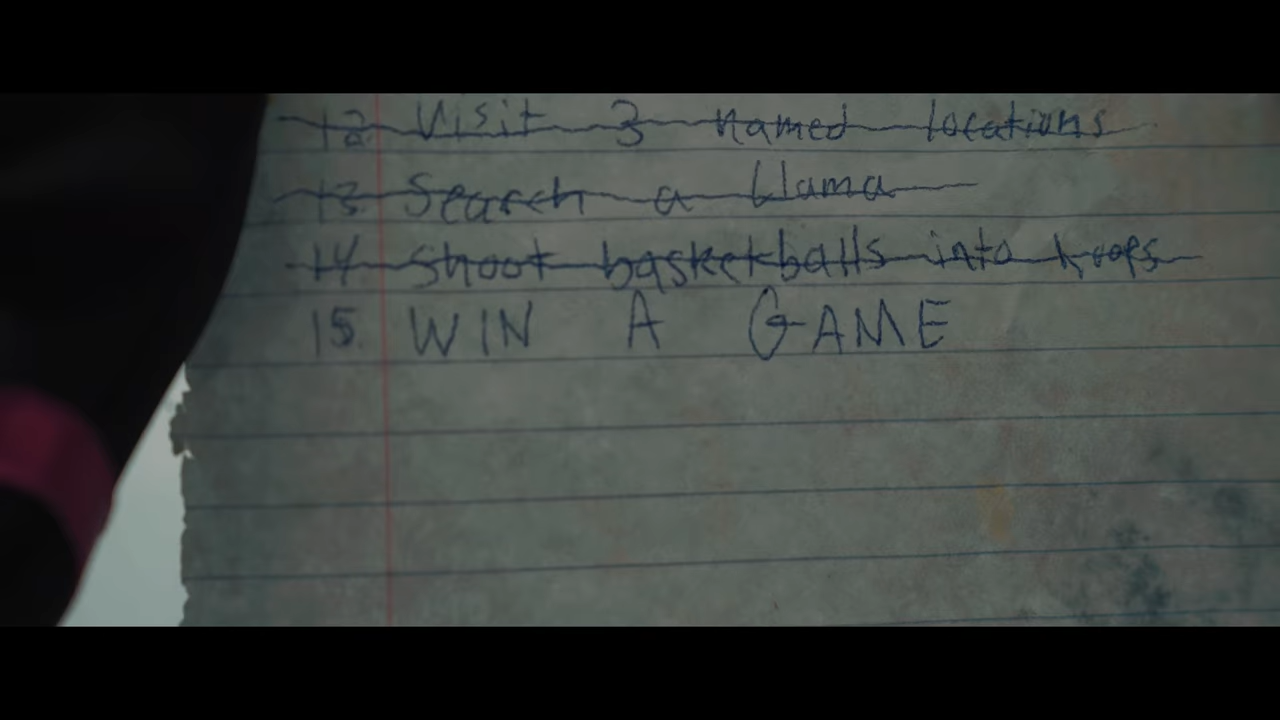 12. Visit 3 named locations
13. Search a Llama
14. Shoot basketballs into hoops
15. WIN A GAME